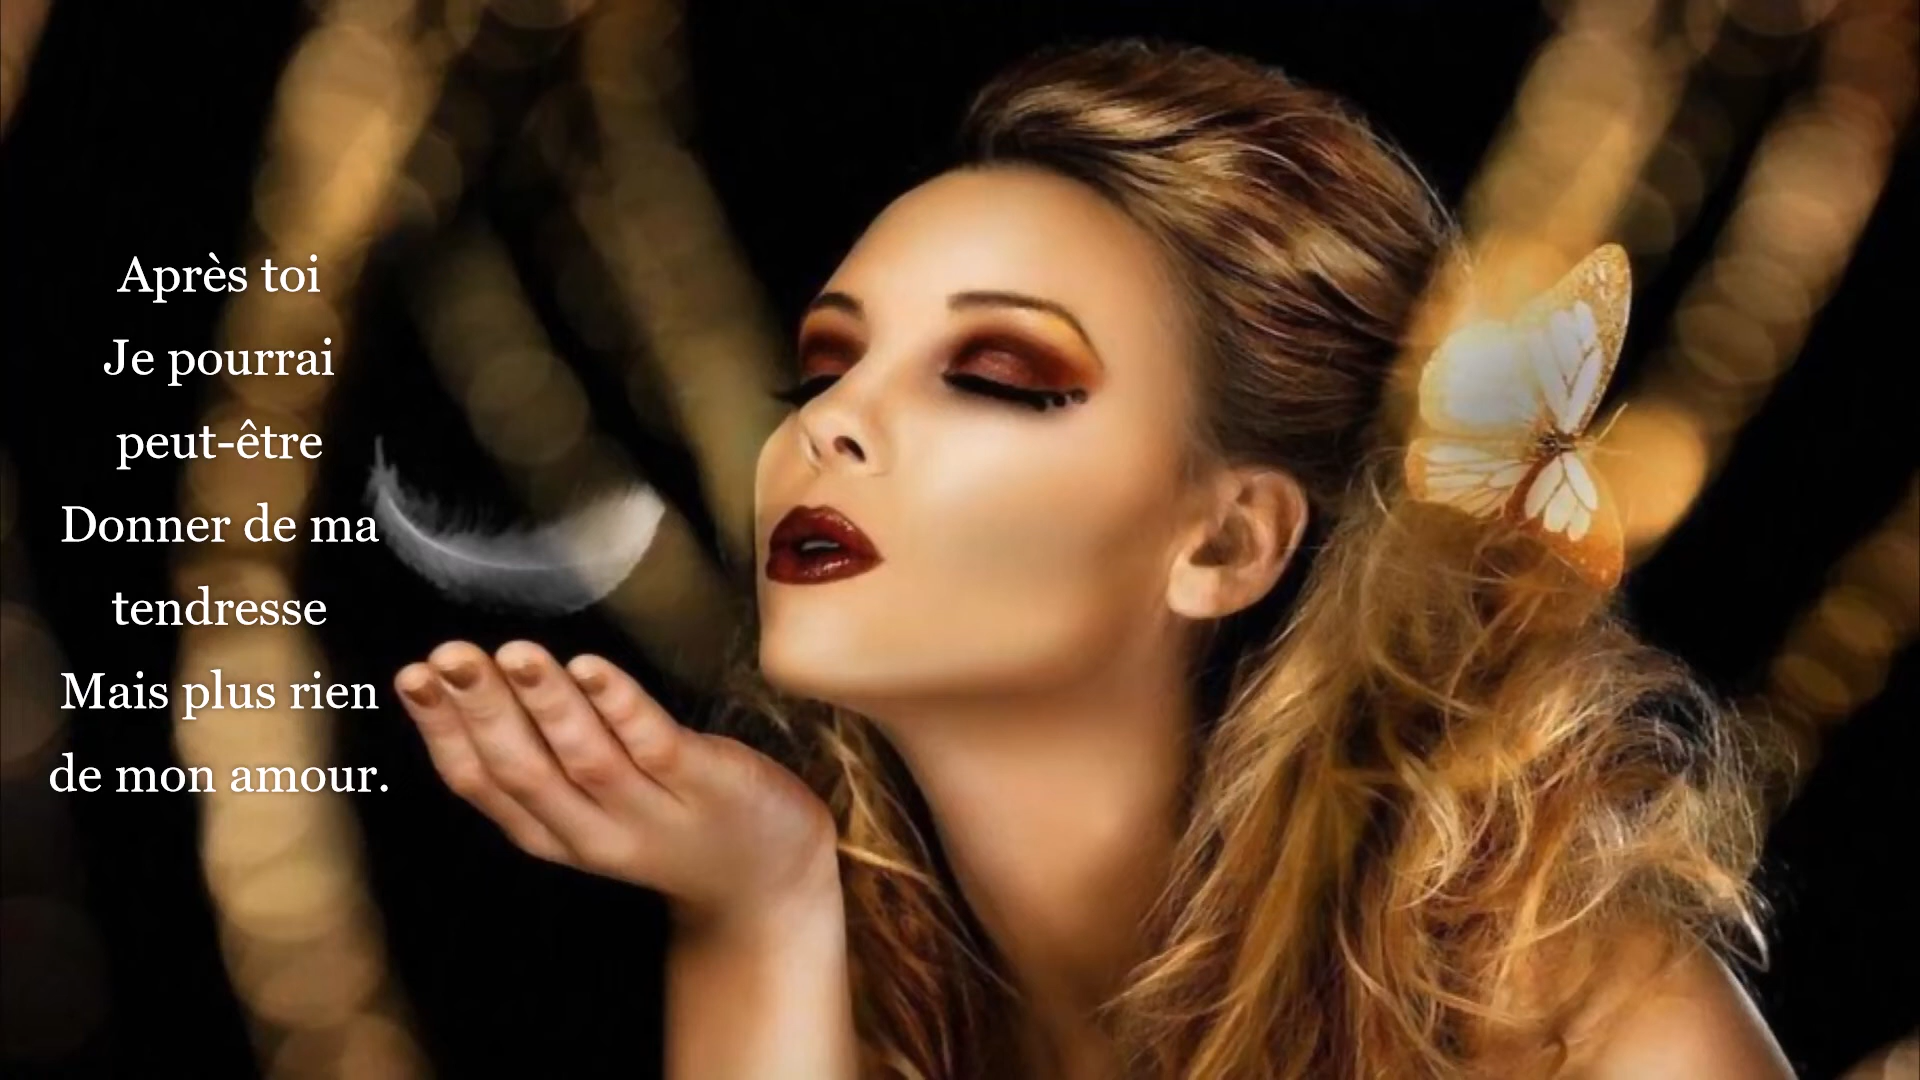 Après toi
Je pourrai
peut-être
Donner de ma
tendresse
Mais plus rien
de mon amour.